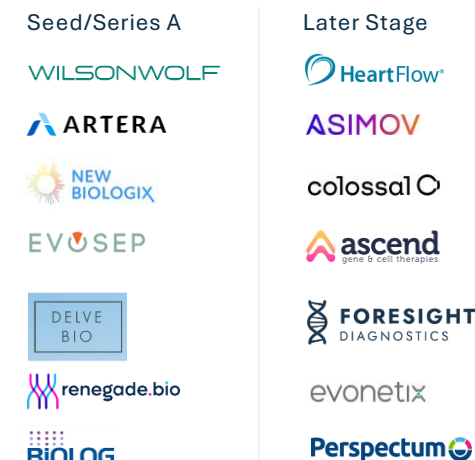 Seed/Series A
WILSONWOLF
ARTERA
NEW
BIOLOGIX
EVOSEP
DELVE
BIO
renegade.bio
BiOLOG
Later Stage
HeartFlow®
ASIMOV
colossal
ascend
gene & cell therapies
FORESIGHT
DIAGNOSTICS
evonetix
Perspectum